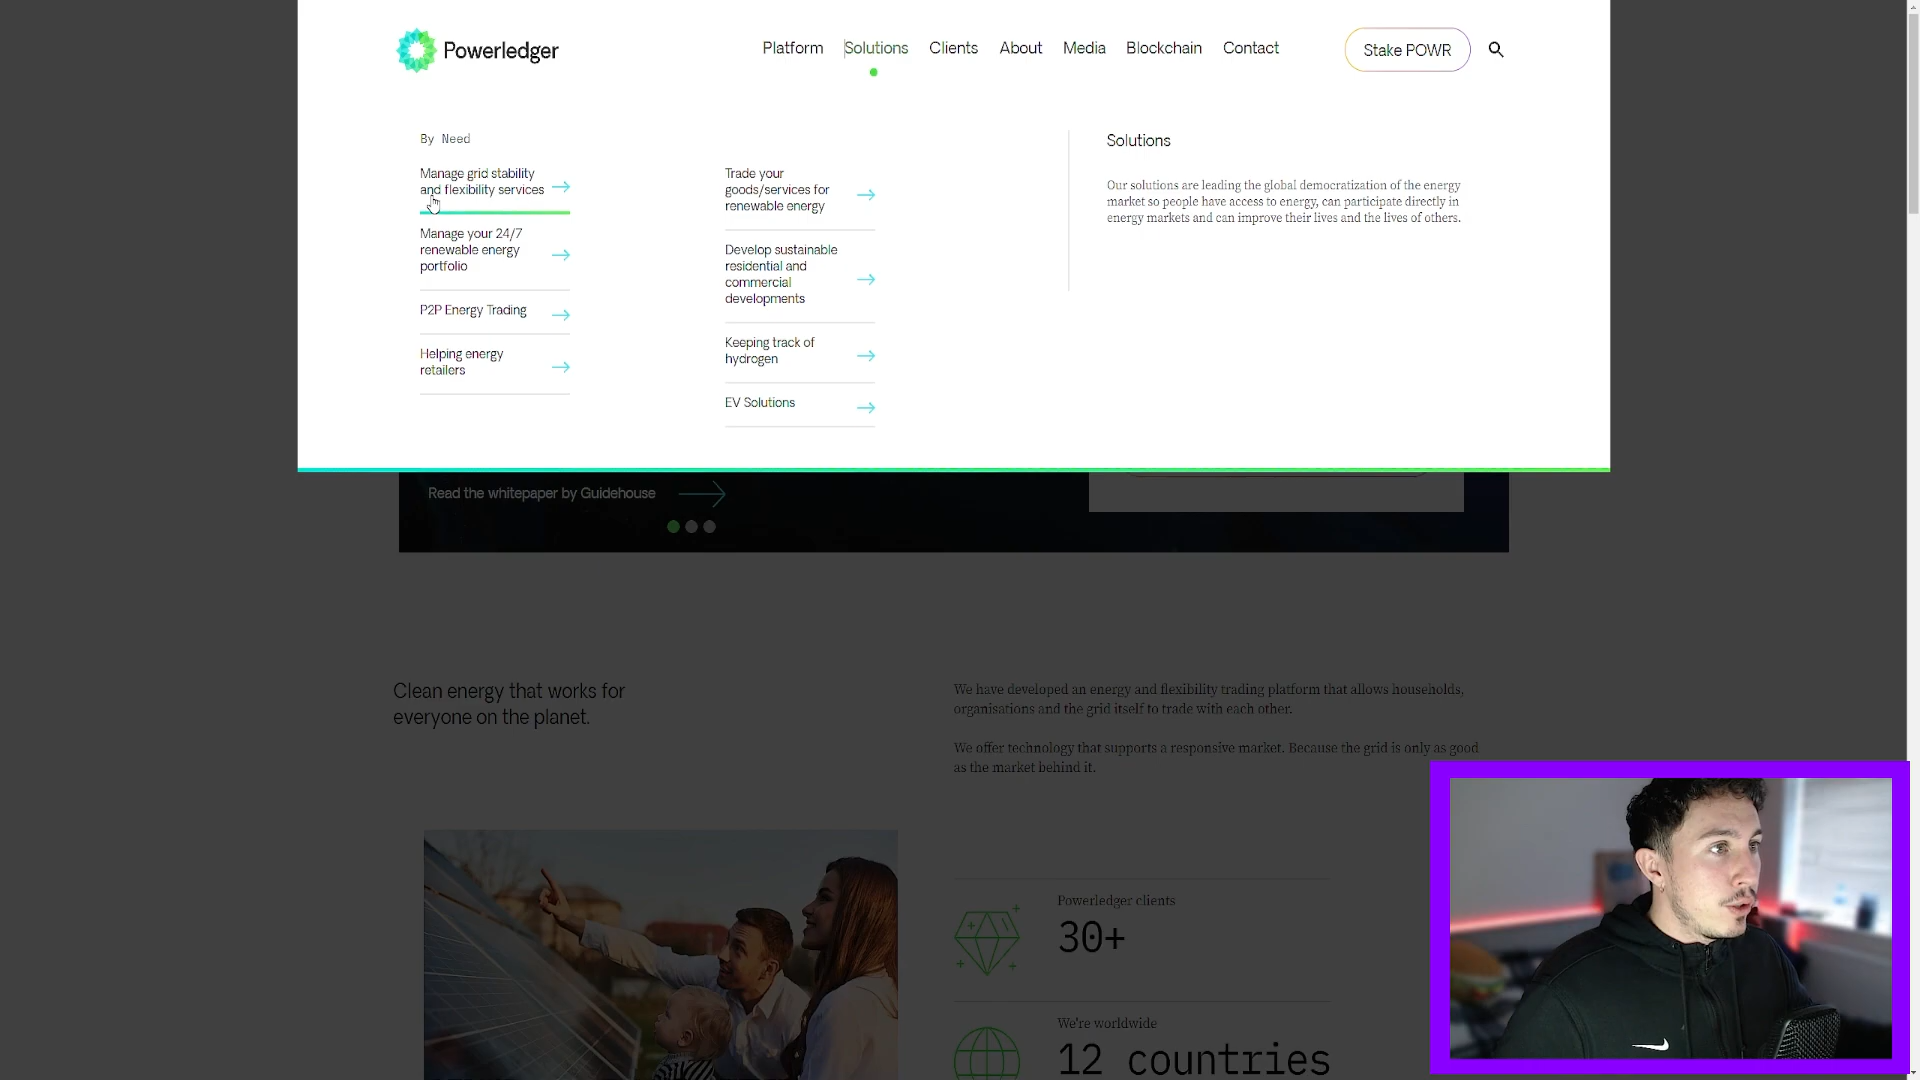 Powerledger
Platform
Solutions
Clients
About
Media
Blockchain
Contact
Stake POWR
By Need
Manage grid stability
and flexibility services
Manage your 24/7
renewable energy
portfolio
P2P Energy Trading
Helping energy
retailers
Trade your
goods/services for
renewable energy
Develop sustainable
residential and
commercial
developments
Keeping track of
hydrogen
EV Solutions
Solutions
Our solutions are leading the global democratization of the energy
market so people have access to energy, can participate directly in
energy markets and can improve their lives and the lives of others.
Read the whitepaper by Guidehouse
Clean energy that works for
everyone on the planet.
We have developed an energy and flexibility trading platform that allows households,
organisations and the grid itself to trade with each other.
We offer technology that supports a responsive market. Because the grid is only as good
as the market behind it.
Powerledger clients
30+
We're worldwide
12 countries